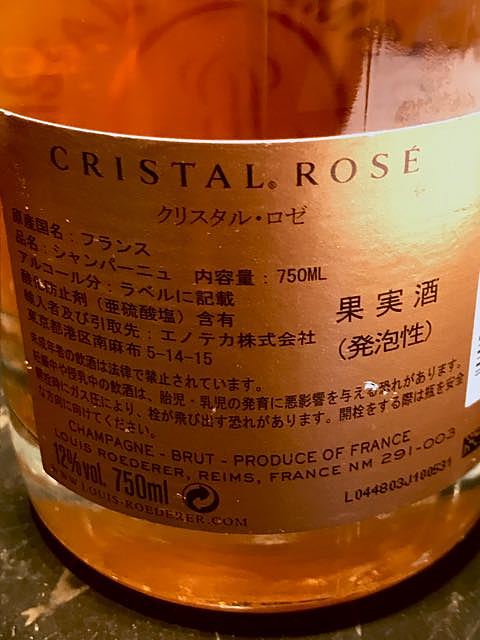 CRISTAL® ROSÉ
クリスタル・ロゼ
原産国名：フランス
品名：シャンパーニュ 内容量：750ML
アルコール分：ラベルに記載
酸化防止剤（亜硫酸塩）含有
輸入者及び引取先：エノテカ株式会社
東京都港区南麻布 5-14-15
果実酒
(発泡性)
未成年者の飲酒は法律で禁止されています。
妊娠中や授乳中の飲酒は、胎児・乳児の発育に悪影響を与える恐れがあります。
開栓時にガス圧により、栓が飛び出す恐れがあります。開栓をする際は瓶を安全
な方向に向けてください。
CHAMPAGNE - BRUT - PRODUCE OF FRANCE
LOUIS ROEDERER, REIMS, FRANCE NM 291-003
12%vol. 750ml
WWW.LOUIS-ROEDERER.COM
L044803J100531